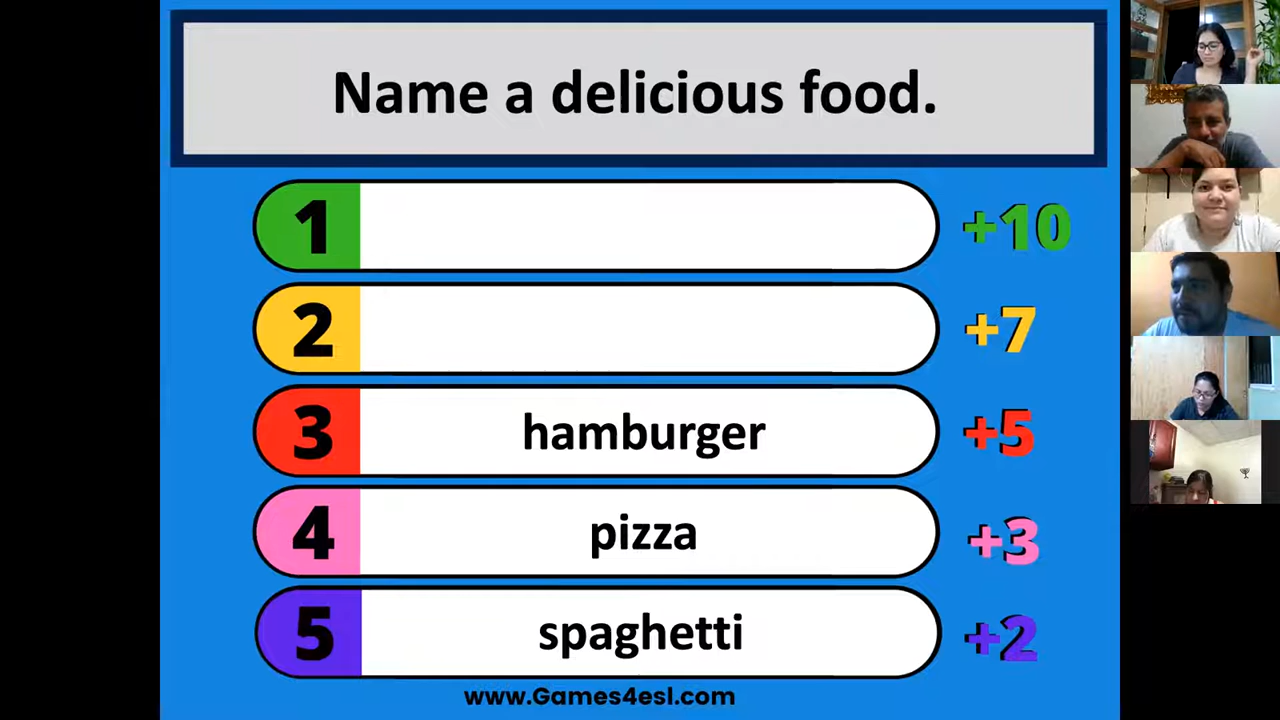 Name a delicious food.
1 +10
2 +7
3 hamburger +5
4 pizza +3
5 spaghetti +2
www.Games4esl.com